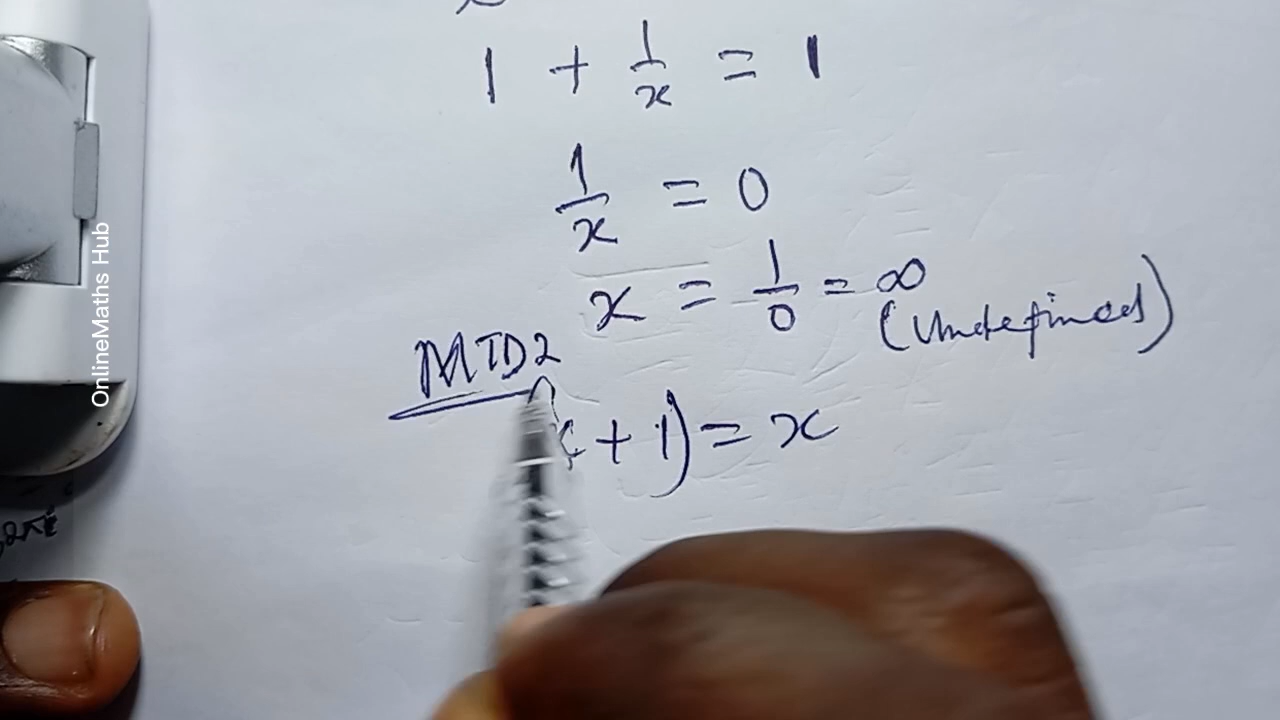 1 + 1/x = 1
1/x = 0
x = 1/0 = ∞
(Undefined)
MTD2
(x + 1) = x
OnlineMaths Hub